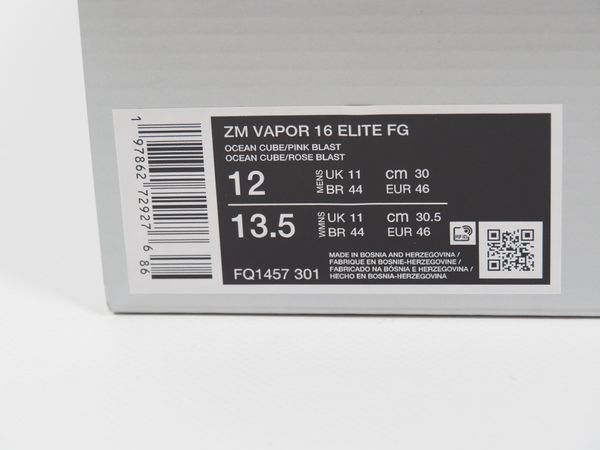 ZM VAPOR 16 ELITE FG
OCEAN CUBE/PINK BLAST
OCEAN CUBE/ROSE BLAST
12 MENS UK 11 cm 30
BR 44 EUR 46
13.5 WMNS UK 11 cm 30.5
BR 44 EUR 46
RFID
FQ1457 301
MADE IN BOSNIA AND HERZEGOVINA /
FABRIQUE EN BOSNIE-HERZEGOVINE /
FABRICADO NA BÓSNIA E HERZEGOVINA /
HECHO EN BOSNIA-HERZEGOVINA
1 97862 72927 6 86